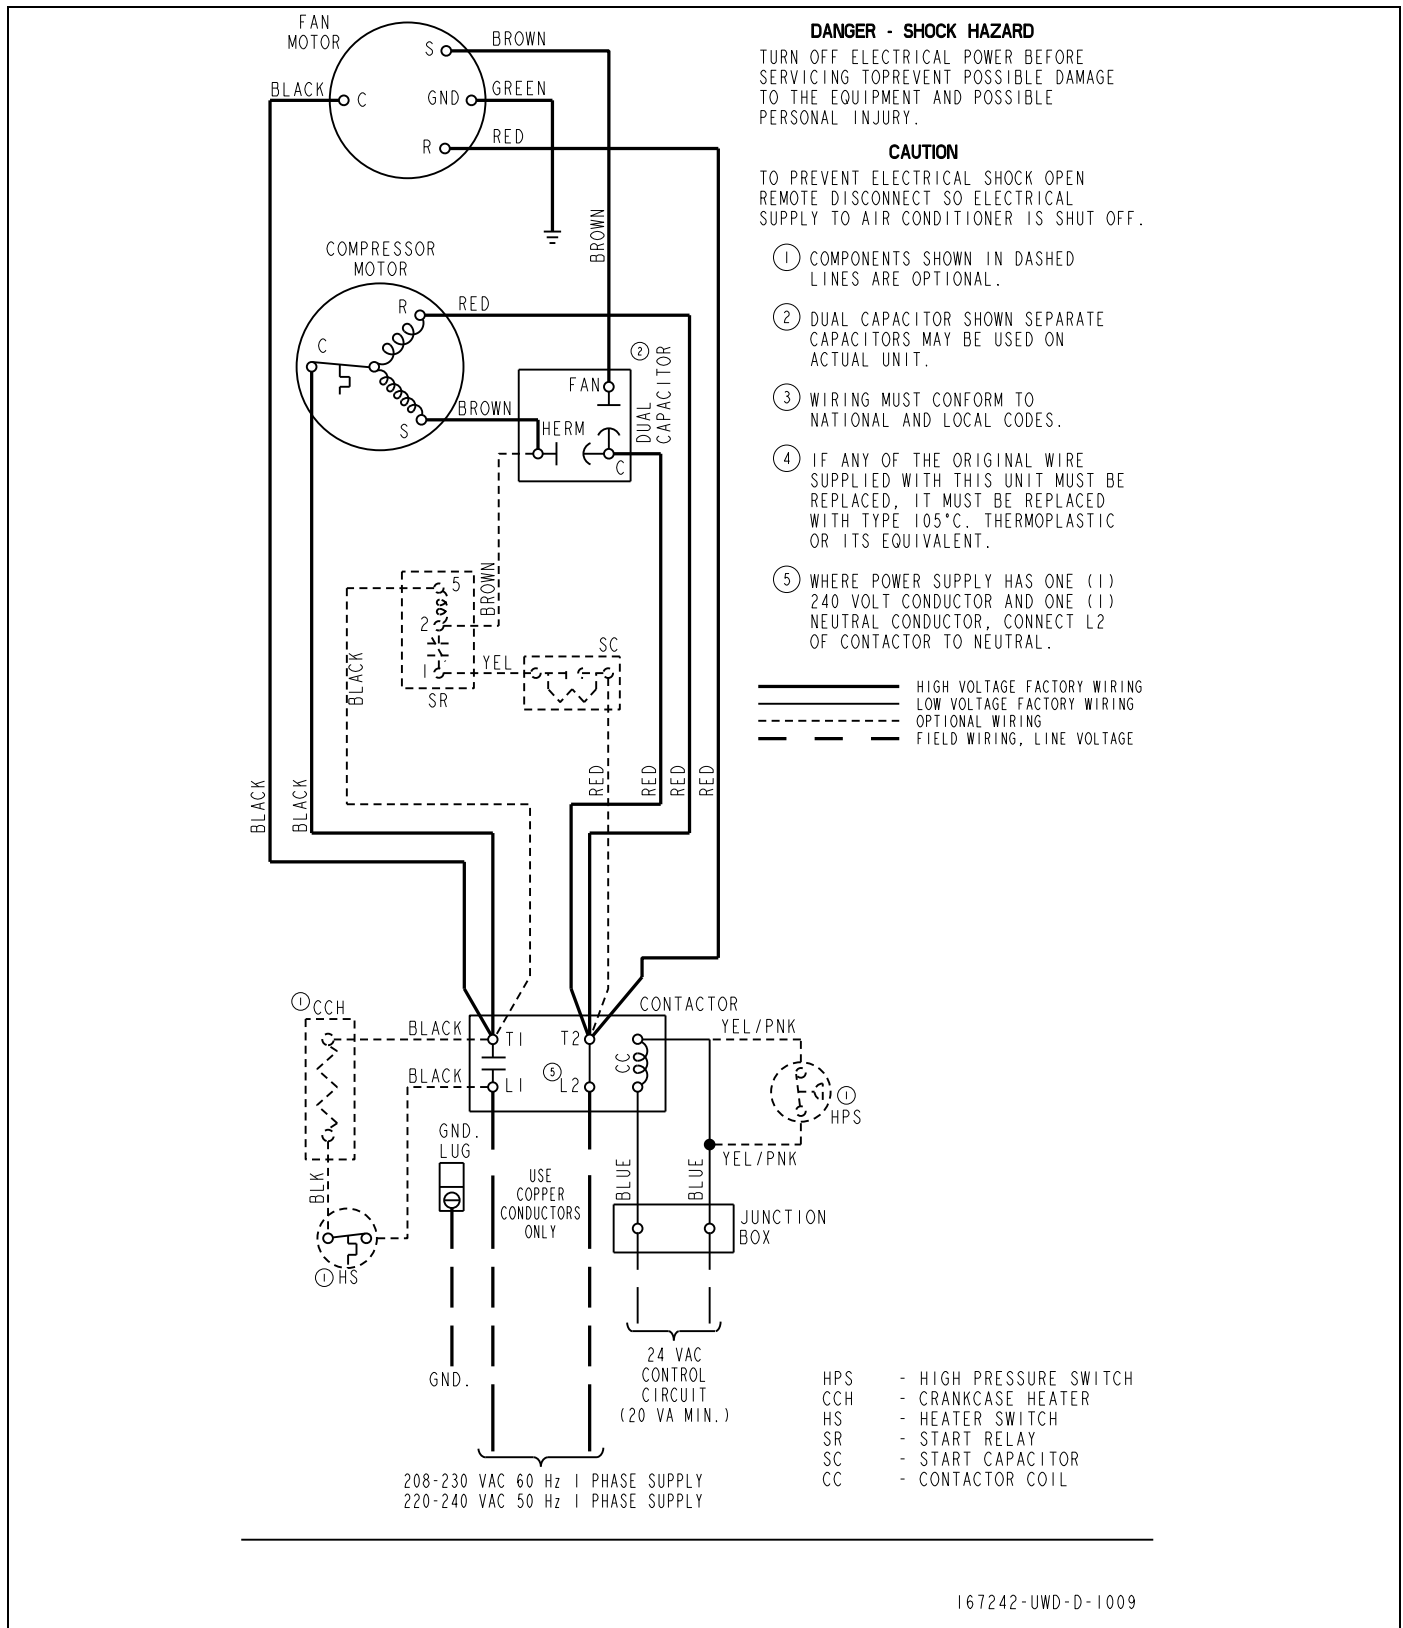 FAN
MOTOR
S
BROWN
BLACK
C
GND
GREEN
R
RED
BROWN
COMPRESSOR
MOTOR
R
RED
C
S
BROWN
2
DUAL
CAPACITOR
FAN
HERM
C
BROWN
5
2
1
SR
YEL
SC
BLACK
BLACK
BLACK
RED
RED
RED
RED
1
CCH
BLACK
BLACK
CONTACTOR
T1
T2
CC
L1
5
L2
YEL/PNK
1
HPS
YEL/PNK
GND.
LUG
BLK
1
HS
USE
COPPER
CONDUCTORS
ONLY
BLUE
BLUE
JUNCTION
BOX
GND.
24 VAC
CONTROL
CIRCUIT
(20 VA MIN.)
208-230 VAC 60 Hz 1 PHASE SUPPLY
220-240 VAC 50 Hz 1 PHASE SUPPLY
DANGER - SHOCK HAZARD
TURN OFF ELECTRICAL POWER BEFORE
SERVICING TOPREVENT POSSIBLE DAMAGE
TO THE EQUIPMENT AND POSSIBLE
PERSONAL INJURY.
CAUTION
TO PREVENT ELECTRICAL SHOCK OPEN
REMOTE DISCONNECT SO ELECTRICAL
SUPPLY TO AIR CONDITIONER IS SHUT OFF.
1 COMPONENTS SHOWN IN DASHED
LINES ARE OPTIONAL.
2 DUAL CAPACITOR SHOWN SEPARATE
CAPACITORS MAY BE USED ON
ACTUAL UNIT.
3 WIRING MUST CONFORM TO
NATIONAL AND LOCAL CODES.
4 IF ANY OF THE ORIGINAL WIRE
SUPPLIED WITH THIS UNIT MUST BE
REPLACED, IT MUST BE REPLACED
WITH TYPE 105°C. THERMOPLASTIC
OR ITS EQUIVALENT.
5 WHERE POWER SUPPLY HAS ONE (1)
240 VOLT CONDUCTOR AND ONE (1)
NEUTRAL CONDUCTOR, CONNECT L2
OF CONTACTOR TO NEUTRAL.
HIGH VOLTAGE FACTORY WIRING
LOW VOLTAGE FACTORY WIRING
OPTIONAL WIRING
FIELD WIRING, LINE VOLTAGE
HPS - HIGH PRESSURE SWITCH
CCH - CRANKCASE HEATER
HS - HEATER SWITCH
SR - START RELAY
SC - START CAPACITOR
CC - CONTACTOR COIL
167242-UWD-D-1009